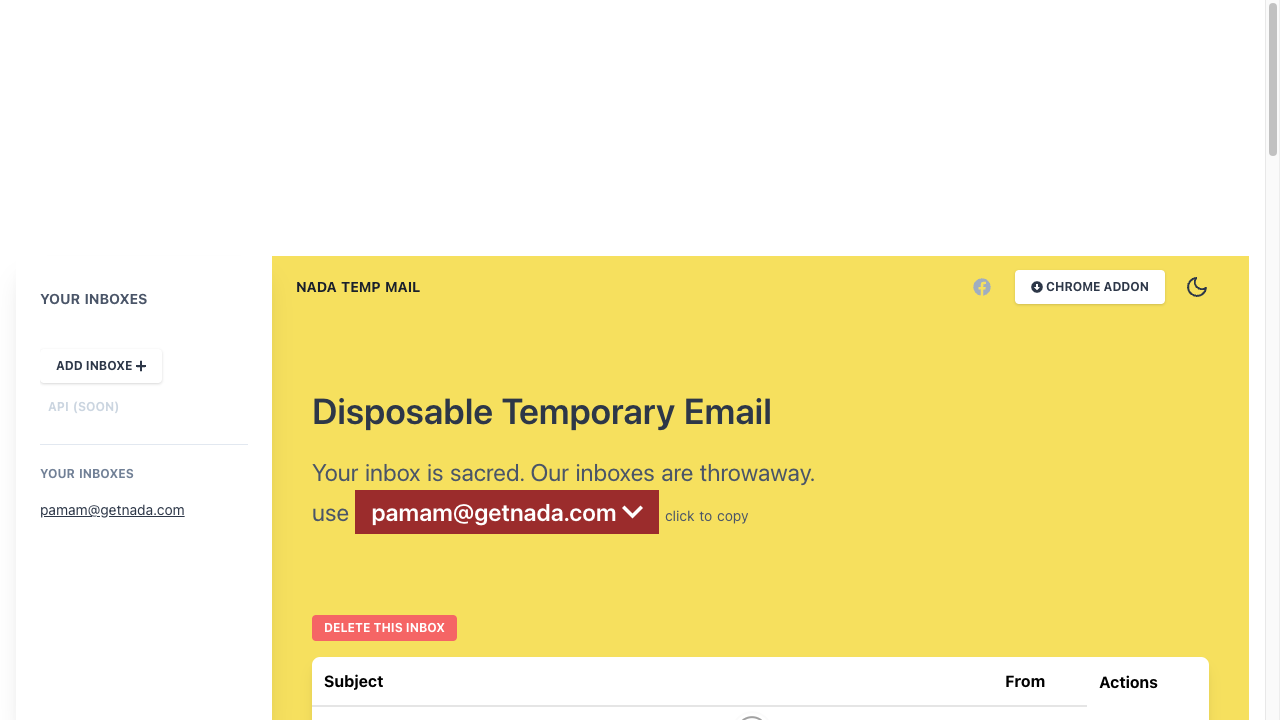 YOUR INBOXES
ADD INBOXE
API (SOON)
YOUR INBOXES
pamam@getnada.com
NADA TEMP MAIL
CHROME ADDON
Disposable Temporary Email
Your inbox is sacred. Our inboxes are throwaway.
use pamam@getnada.com click to copy
DELETE THIS INBOX
Subject From Actions